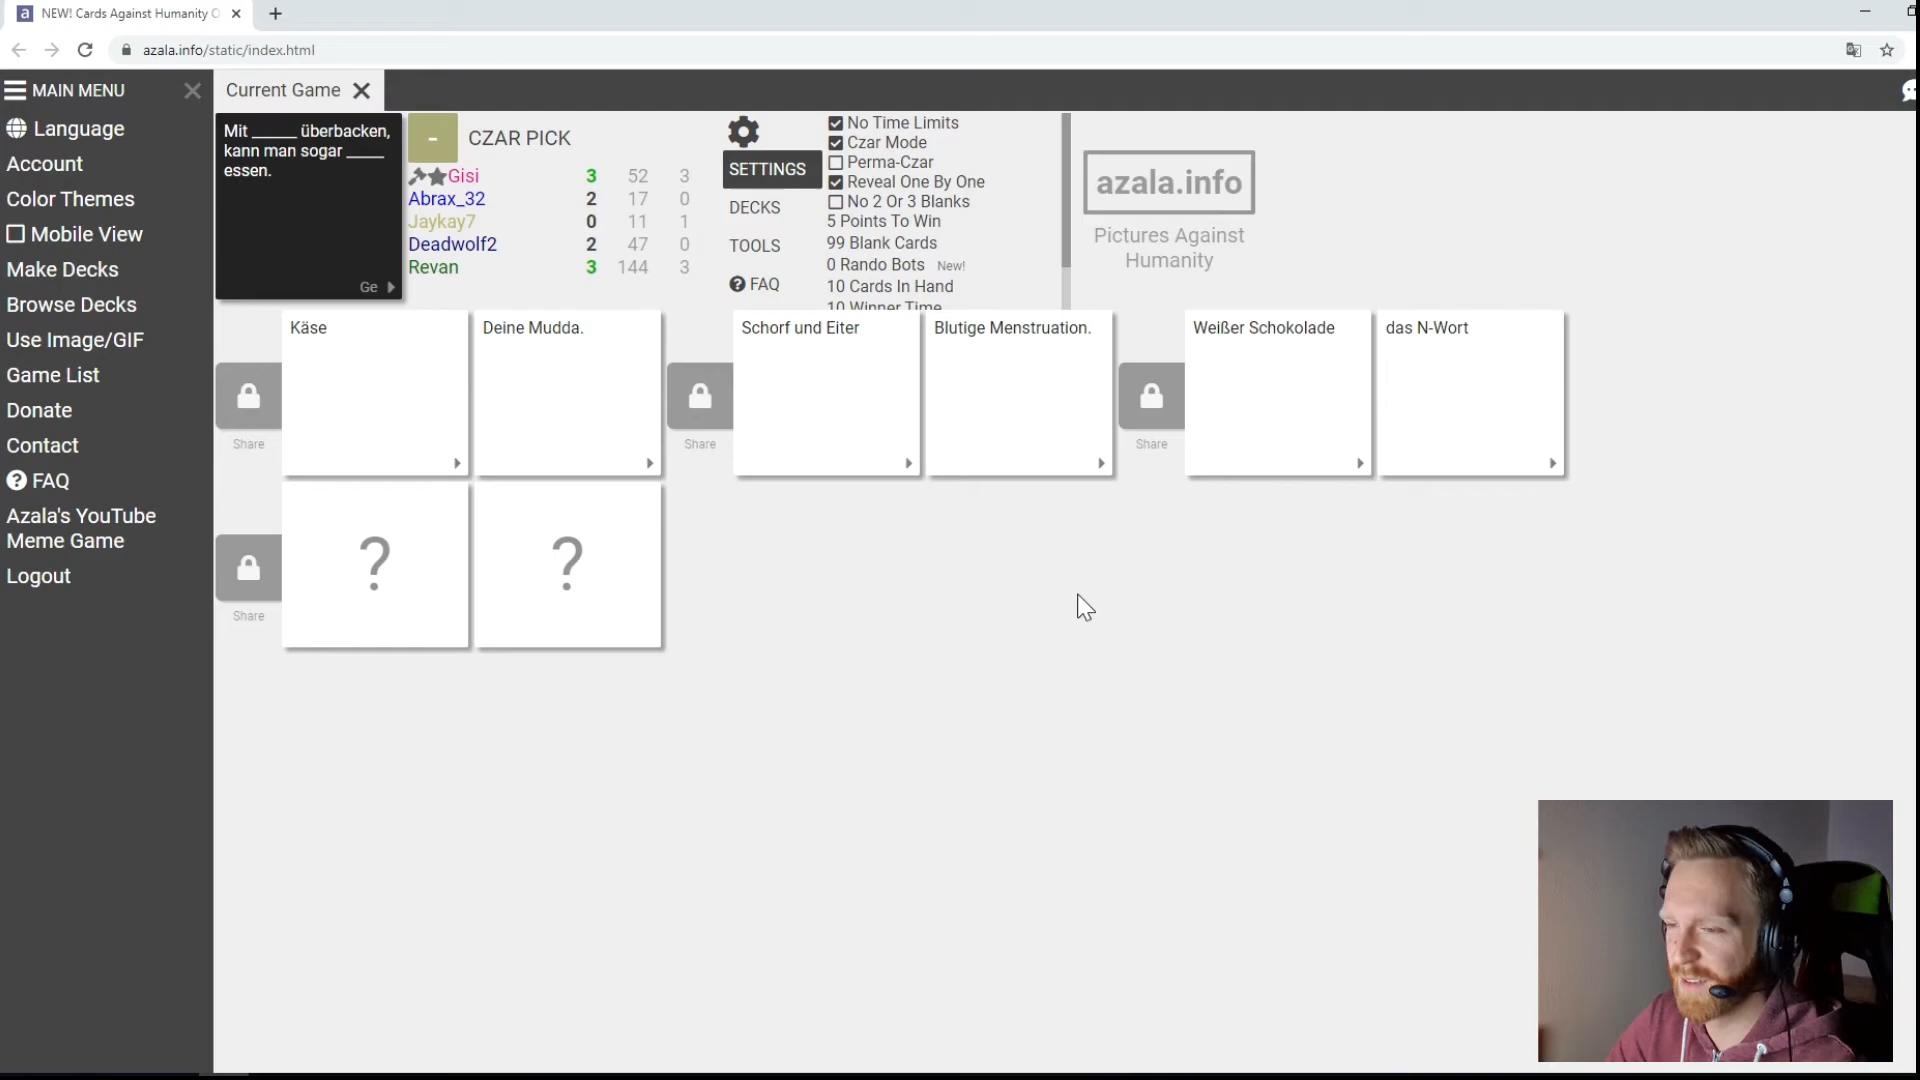 NEW! Cards Against Humanity O
azala.info/static/index.html
MAIN MENU
Language
Account
Color Themes
Mobile View
Make Decks
Browse Decks
Use Image/GIF
Game List
Donate
Contact
FAQ
Azala's YouTube
Meme Game
Logout
Current Game
Mit _____ überbacken,
kann man sogar ____
essen.
Ge
- CZAR PICK
Gisi 3 52 3
Abrax_32 2 17 0
Jaykay7 0 11 1
Deadwolf2 2 47 0
Revan 3 144 3
SETTINGS
DECKS
TOOLS
FAQ
No Time Limits
Czar Mode
Perma-Czar
Reveal One By One
No 2 Or 3 Blanks
5 Points To Win
99 Blank Cards
0 Rando Bots New!
10 Cards In Hand
10 Winner Time
azala.info
Pictures Against
Humanity
Share
Käse
Deine Mudda.
Share
Schorf und Eiter
Blutige Menstruation.
Share
Weißer Schokolade
das N-Wort
Share
?
?